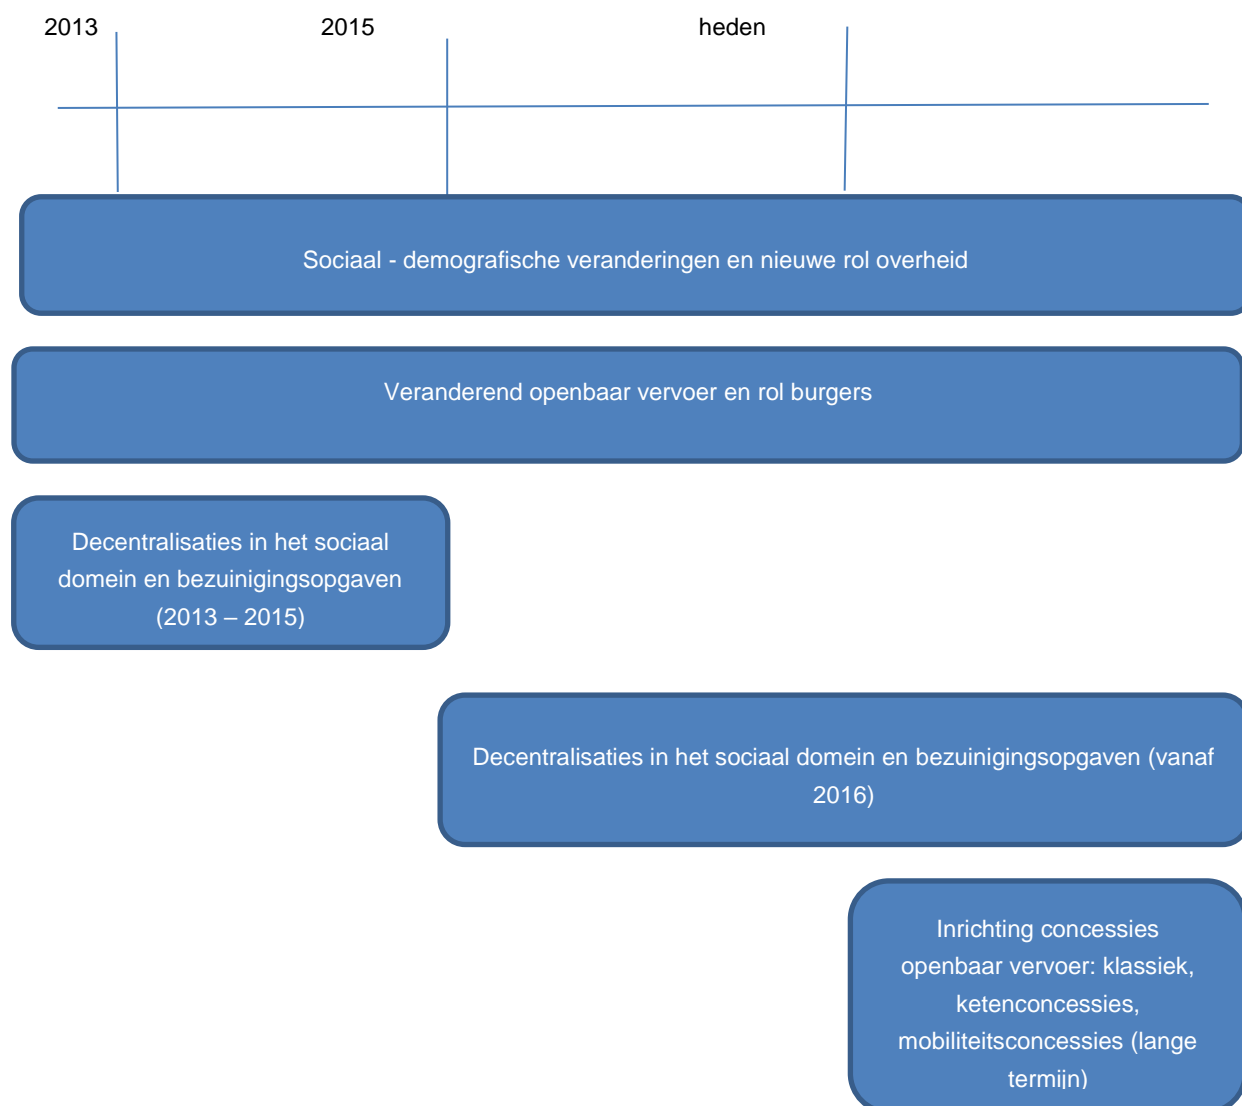 2013 2015 heden
Sociaal - demografische veranderingen en nieuwe rol overheid
Veranderend openbaar vervoer en rol burgers
Decentralisaties in het sociaal
domein en bezuinigingsopgaven
(2013 – 2015)
Decentralisaties in het sociaal domein en bezuinigingsopgaven (vanaf
2016)
Inrichting concessies
openbaar vervoer: klassiek,
ketenconcessies,
mobiliteitsconcessies (lange
termijn)